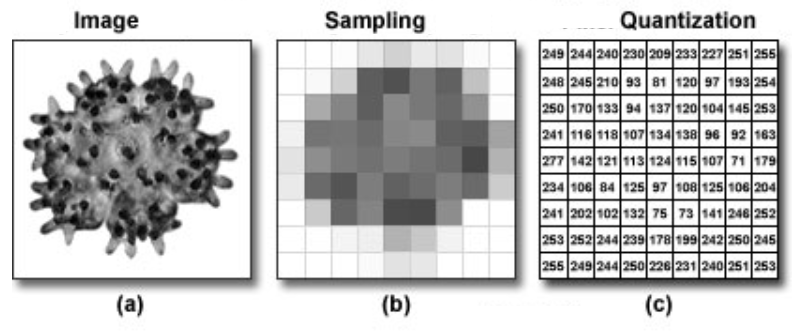 Image
Sampling
Quantization
249 244 240 230 209 233 227 251 255
248 245 210 93 81 120 97 193 254
250 170 133 94 137 120 104 145 253
241 116 118 107 134 138 96 92 163
277 142 121 113 124 115 107 71 179
234 106 84 125 97 108 125 106 204
241 202 102 132 75 73 141 246 252
253 252 244 239 178 199 242 250 245
255 249 244 250 226 231 240 251 253
(a)
(b)
(c)